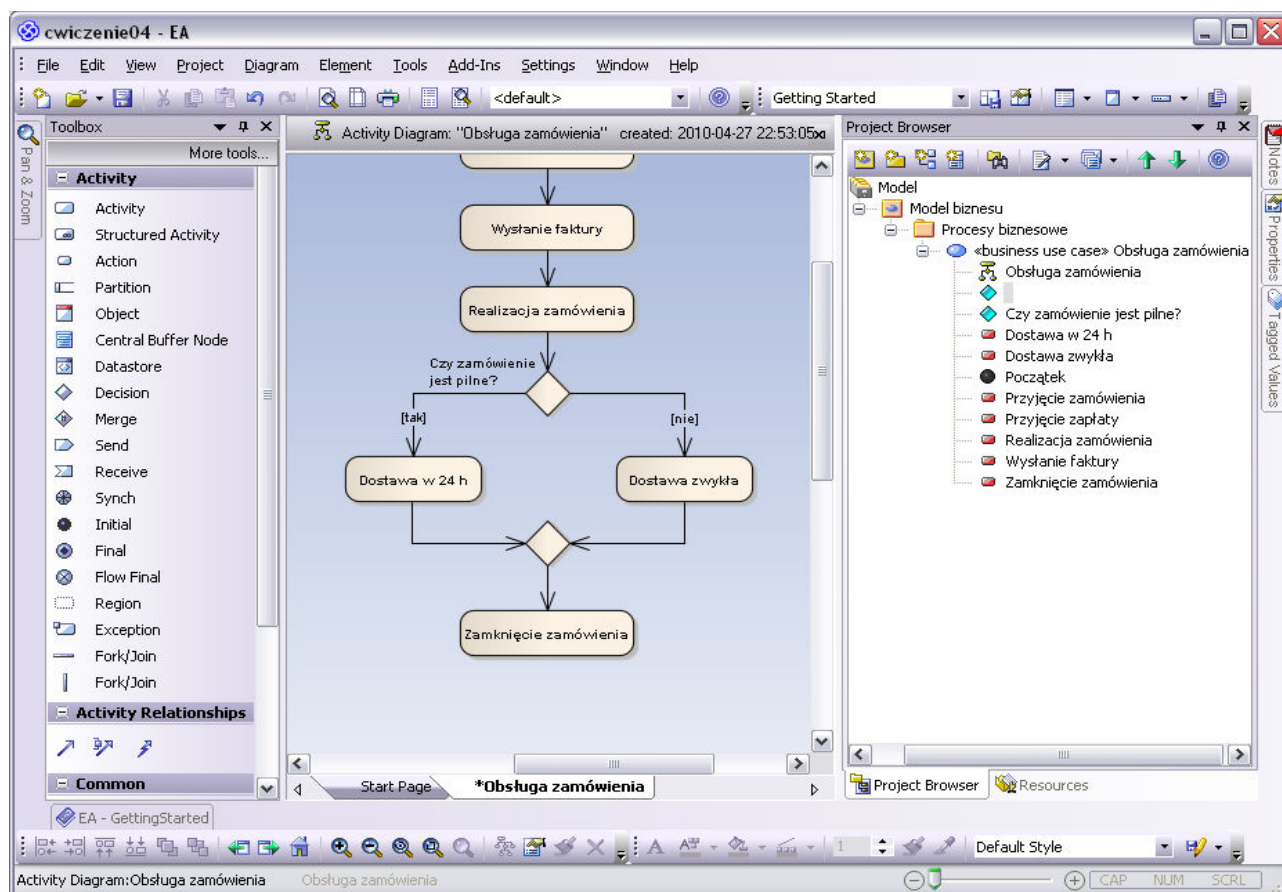 cwiczenie04 - EA
File Edit View Project Diagram Element Tools Add-Ins Settings Window Help
<default>
Getting Started
Pan & Zoom
Toolbox
More tools...
Activity
Activity
Structured Activity
Action
Partition
Object
Central Buffer Node
Datastore
Decision
Merge
Send
Receive
Synch
Initial
Final
Flow Final
Region
Exception
Fork/Join
Fork/Join
Activity Relationships
Common
Activity Diagram: "Obsługa zamówienia" created: 2010-04-27 22:53:05
Wysłanie faktury
Realizacja zamówienia
Czy zamówienie
jest pilne?
[tak]
[nie]
Dostawa w 24 h
Dostawa zwykła
Zamknięcie zamówienia
Start Page
*Obsługa zamówienia
Project Browser
Model
Model biznesu
Procesy biznesowe
«business use case» Obsługa zamówienia
Obsługa zamówienia
Czy zamówienie jest pilne?
Dostawa w 24 h
Dostawa zwykła
Początek
Przyjęcie zamówienia
Przyjęcie zapłaty
Realizacja zamówienia
Wysłanie faktury
Zamknięcie zamówienia
Project Browser
Resources
Notes
Properties
Tagged Values
EA - GettingStarted
1
Default Style
Activity Diagram:Obsługa zamówienia
Obsługa zamówienia
CAP NUM SCRL